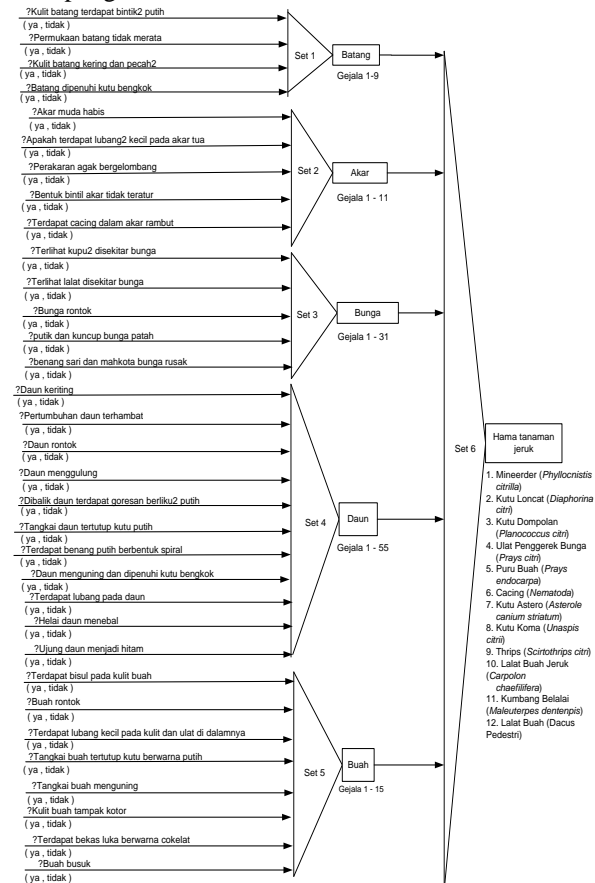 ?Kulit batang terdapat bintik2 putih
( ya , tidak )
?Permukaan batang tidak merata
( ya , tidak )
?Kulit batang kering dan pecah2
( ya , tidak )
?Batang dipenuhi kutu bengkok
( ya, tidak )
Set 1
Batang
Gejala 1-9
?Akar muda habis
( ya , tidak )
?Apakah terdapat lubang2 kecil pada akar tua
( ya , tidak )
?Perakaran agak bergelombang
( ya , tidak )
?Bentuk bintil akar tidak teratur
( ya , tidak )
?Terdapat cacing dalam akar rambut
( ya , tidak )
Set 2
Akar
Gejala 1 - 11
?Terlihat kupu2 disekitar bunga
( ya , tidak )
?Terlihat lalat disekitar bunga
( ya , tidak )
?Bunga rontok
( ya , tidak )
?putik dan kuncup bunga patah
( ya , tidak )
?benang sari dan mahkota bunga rusak
( ya , tidak )
Set 3
Bunga
Gejala 1 - 31
?Daun keriting
( ya , tidak )
?Pertumbuhan daun terhambat
( ya , tidak )
?Daun rontok
( ya , tidak )
?Daun menggulung
( ya , tidak )
?Dibalik daun terdapat goresan berliku2 putih
( ya, tidak )
?Tangkai daun tertutup kutu putih
( ya , tidak )
?Terdapat benang putih berbentuk spiral
( ya , tidak )
?Daun menguning dan dipenuhi kutu bengkok
( ya , tidak )
?Terdapat lubang pada daun
( ya , tidak )
?Helai daun menebal
( ya , tidak )
?Ujung daun menjadi hitam
( ya , tidak )
Set 4
Daun
Gejala 1 - 55
?Terdapat bisul pada kulit buah
( ya , tidak )
?Buah rontok
( ya , tidak )
?Terdapat lubang kecil pada kulit dan ulat di dalamnya
( ya , tidak )
?Tangkai buah tertutup kutu berwarna putih
( ya , tidak )
?Tangkai buah menguning
( ya , tidak )
?Kulit buah tampak kotor
( ya , tidak )
?Terdapat bekas luka berwarna cokelat
( ya , tidak )
?Buah busuk
( ya , tidak )
Set 5
Buah
Gejala 1 - 15
Set 6
Hama tanaman
jeruk
1. Mineerder (Phyllocnistis
citrilla)
2. Kutu Loncat (Diaphorina
citri)
3. Kutu Dompolan
(Planococcus citri)
4. Ulat Penggerek Bunga
(Prays citri)
5. Puru Buah (Prays
endocarpa)
6. Cacing (Nematoda)
7. Kutu Astero (Asterole
canium striatum)
8. Kutu Koma (Unaspis
citrii)
9. Thrips (Scirtothrips citri)
10. Lalat Buah Jeruk
(Carpolon
chaefilifera)
11. Kumbang Belalai
(Maleuterpes dentenpis)
12. Lalat Buah (Dacus
Pedestri)